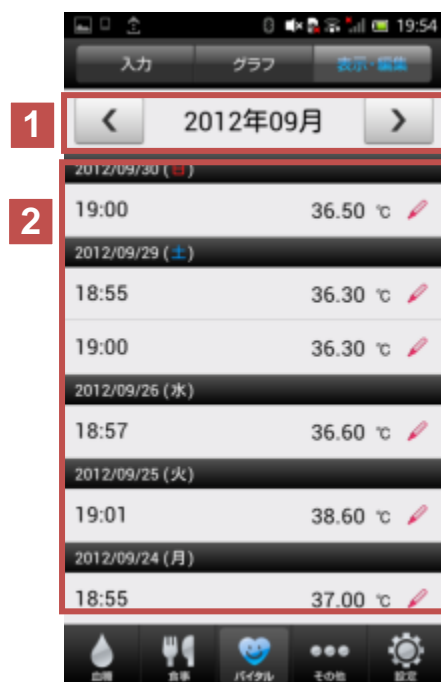 19:54
入力 グラフ 表示・編集
1
2012年09月
2012/09/30 (日)
2
19:00 36.50 ℃
2012/09/29 (土)
18:55 36.30 ℃
19:00 36.30 ℃
2012/09/26 (水)
18:57 36.60 ℃
2012/09/25 (火)
19:01 38.60 ℃
2012/09/24 (月)
18:55 37.00 ℃
血糖 食事 バイタル その他 設定